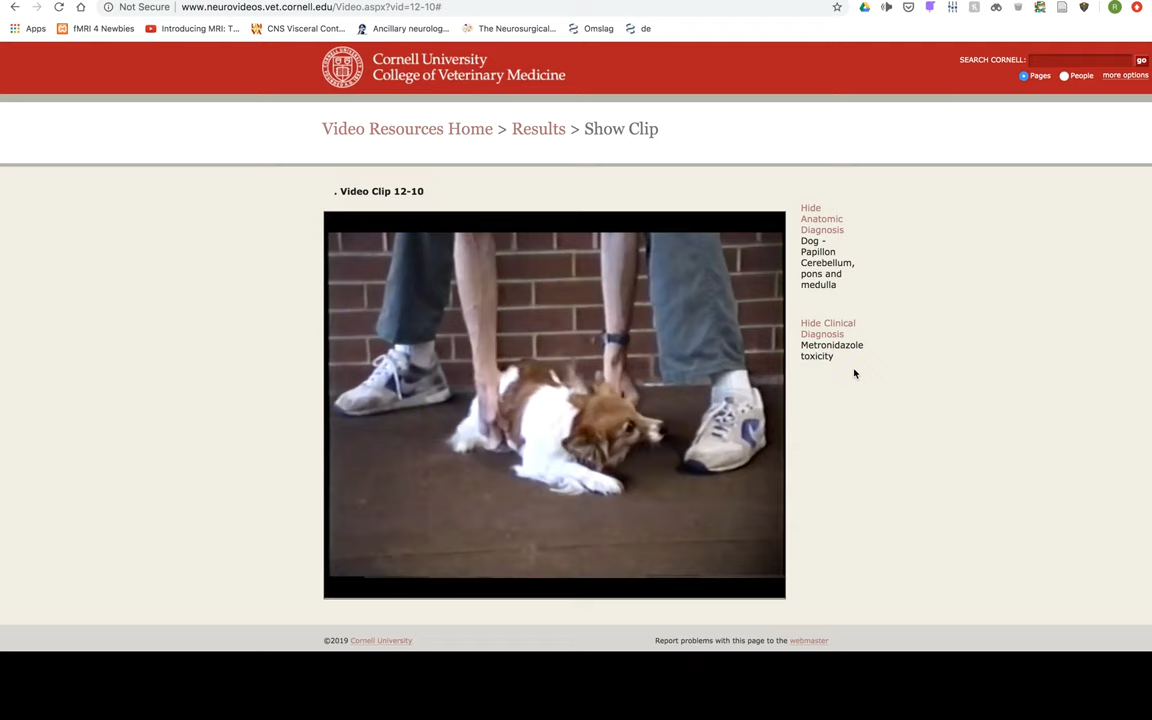 Not Secure www.neurovideos.vet.cornell.edu/Video.aspx?vid=12-10#
Apps fMRI 4 Newbies Introducing MRI: T... CNS Visceral Cont... Ancillary neurolog... The Neurosurgical... Omslag de
Cornell University
College of Veterinary Medicine
SEARCH CORNELL: go
Pages People more options
Video Resources Home > Results > Show Clip
. Video Clip 12-10
Hide
Anatomic
Diagnosis
Dog -
Papillon
Cerebellum,
pons and
medulla
Hide Clinical
Diagnosis
Metronidazole
toxicity
©2019 Cornell University
Report problems with this page to the webmaster